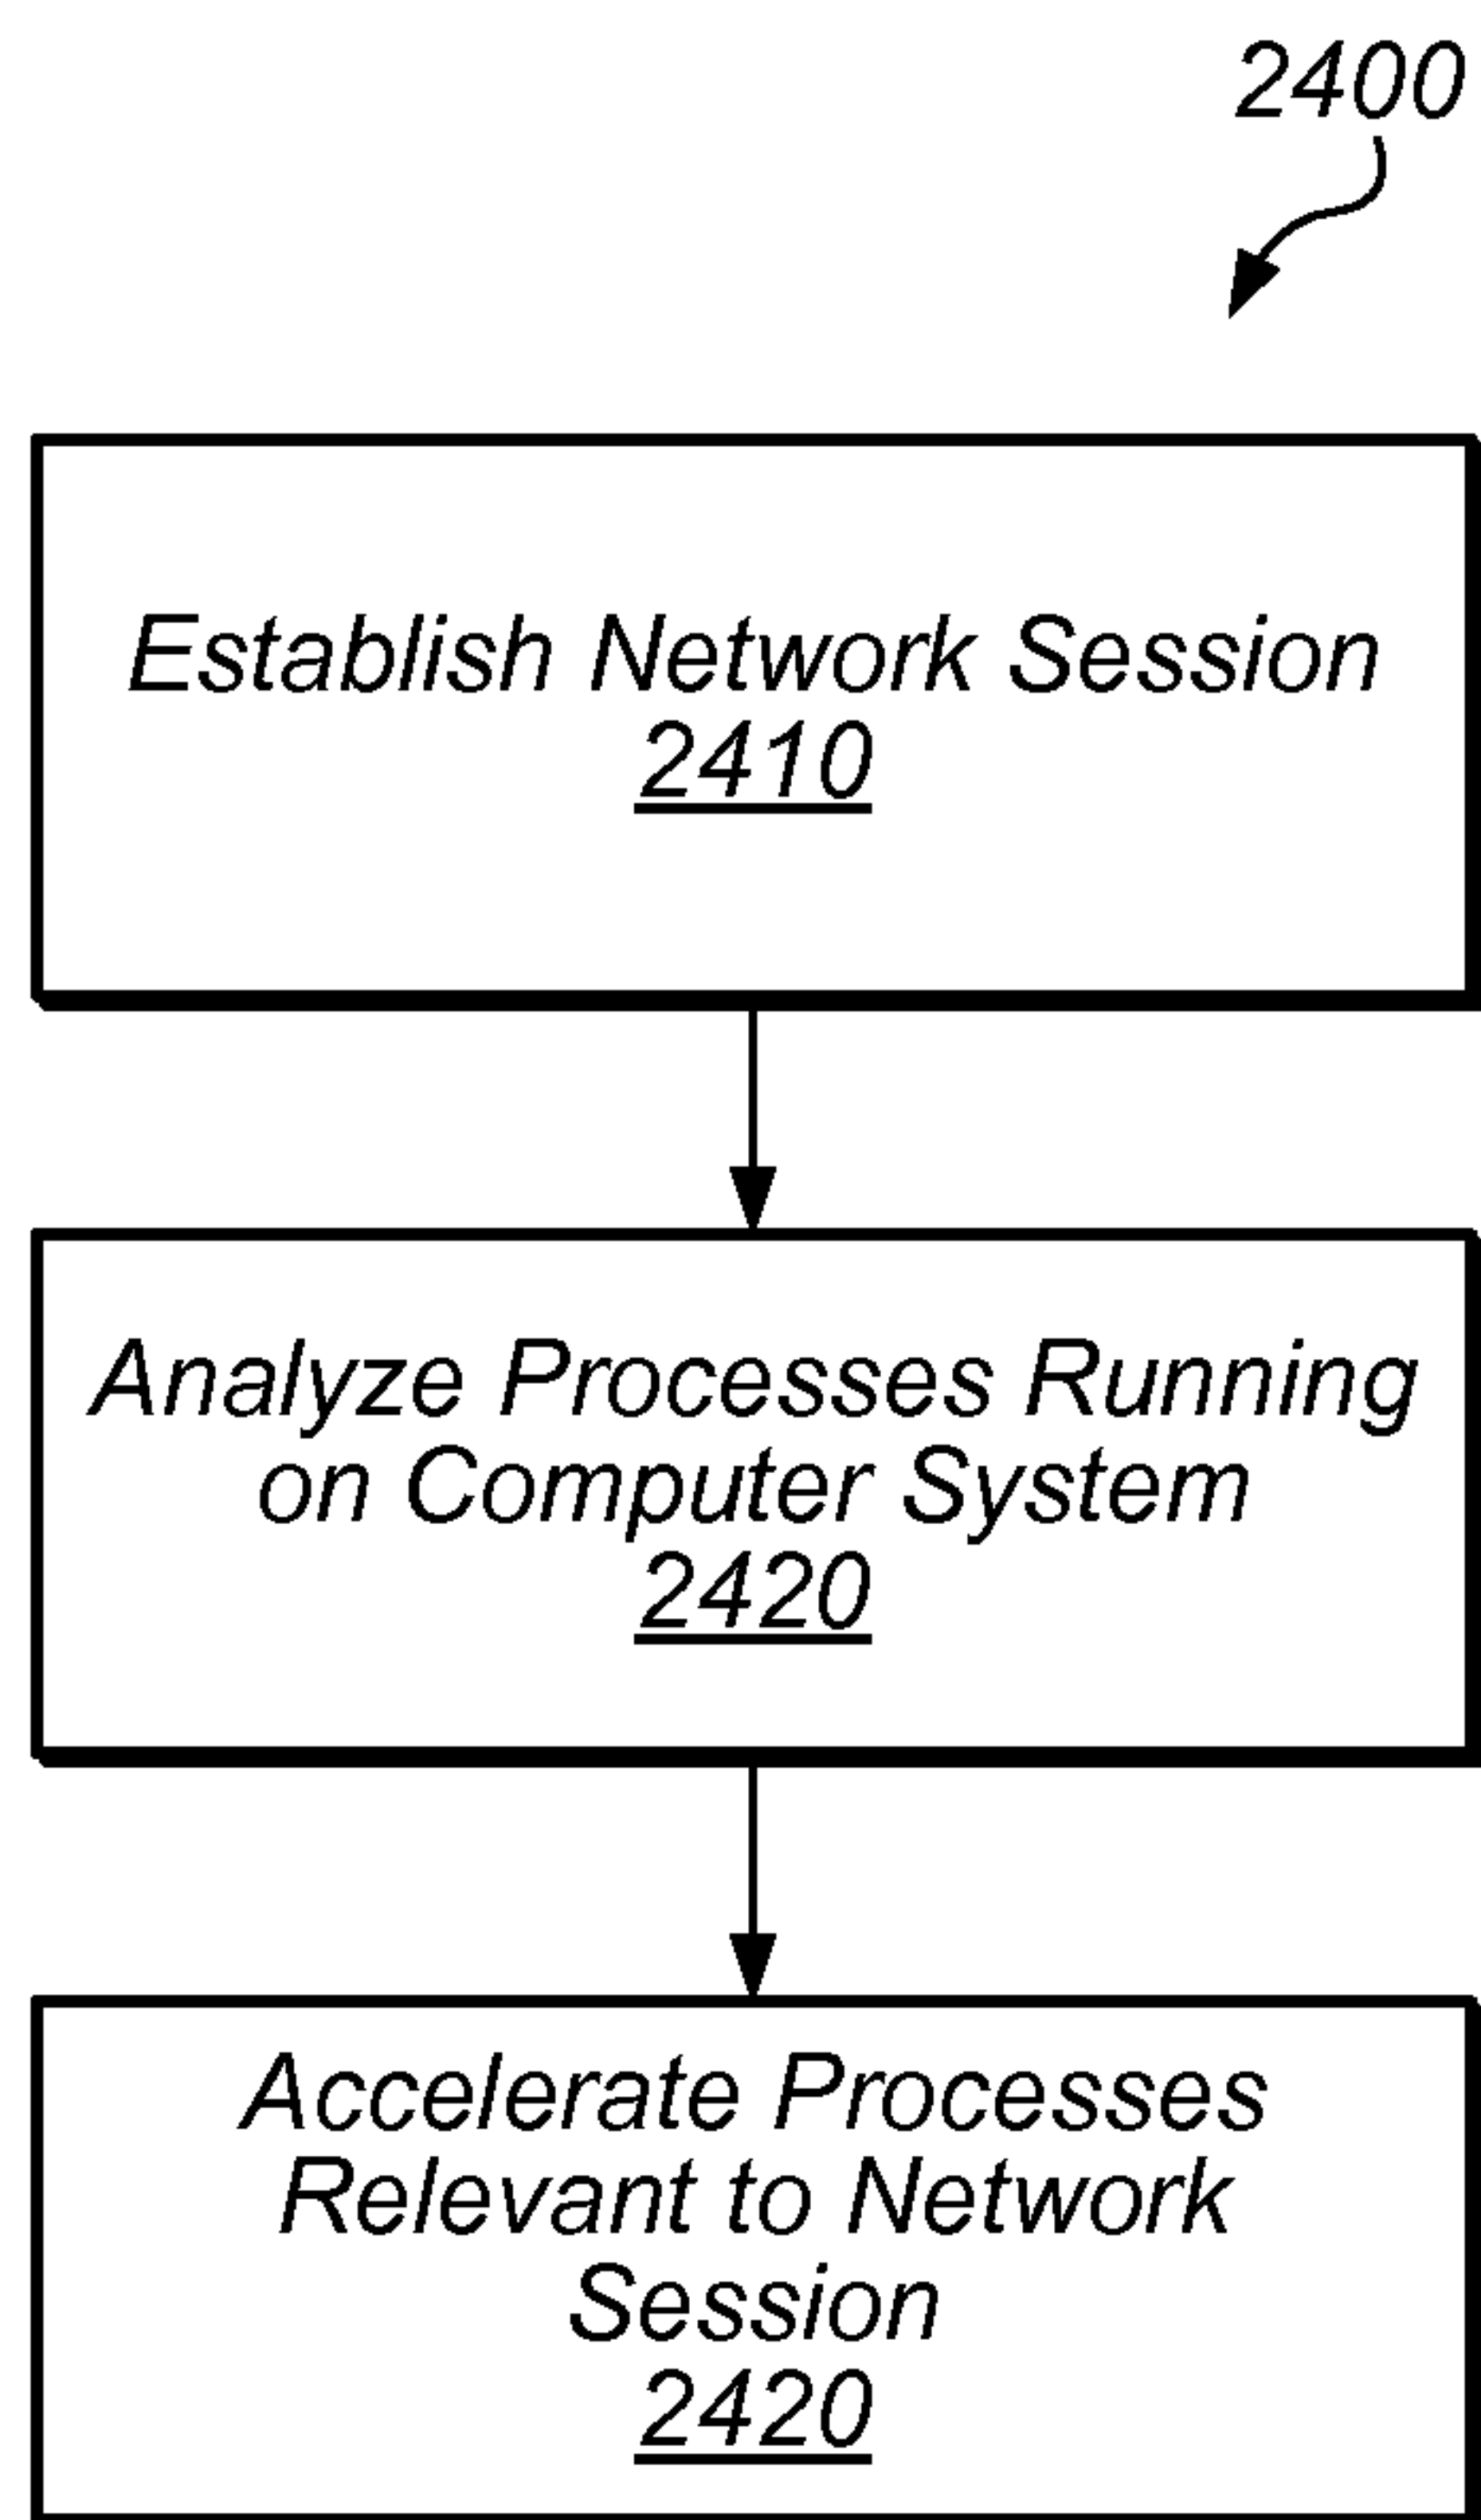 2400
Establish Network Session
2410
Analyze Processes Running
on Computer System
2420
Accelerate Processes
Relevant to Network
Session
2420